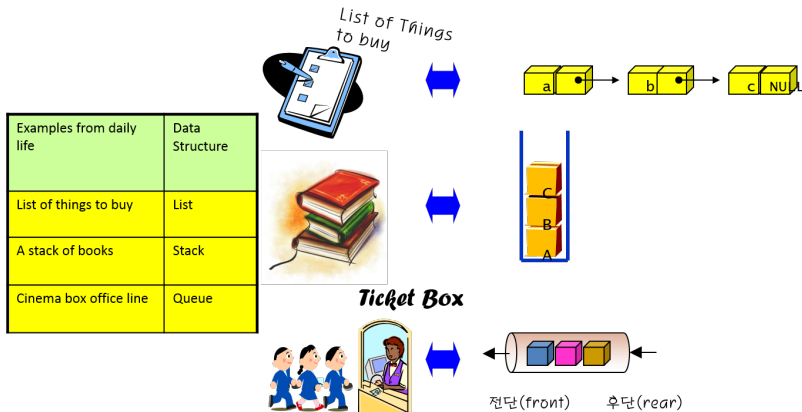 List of Things
to buy
a b c NULL
Examples from daily
life
Data
Structure
List of things to buy
List
A stack of books
Stack
Cinema box office line
Queue
C
B
A
Ticket Box
전단(front) 후단(rear)